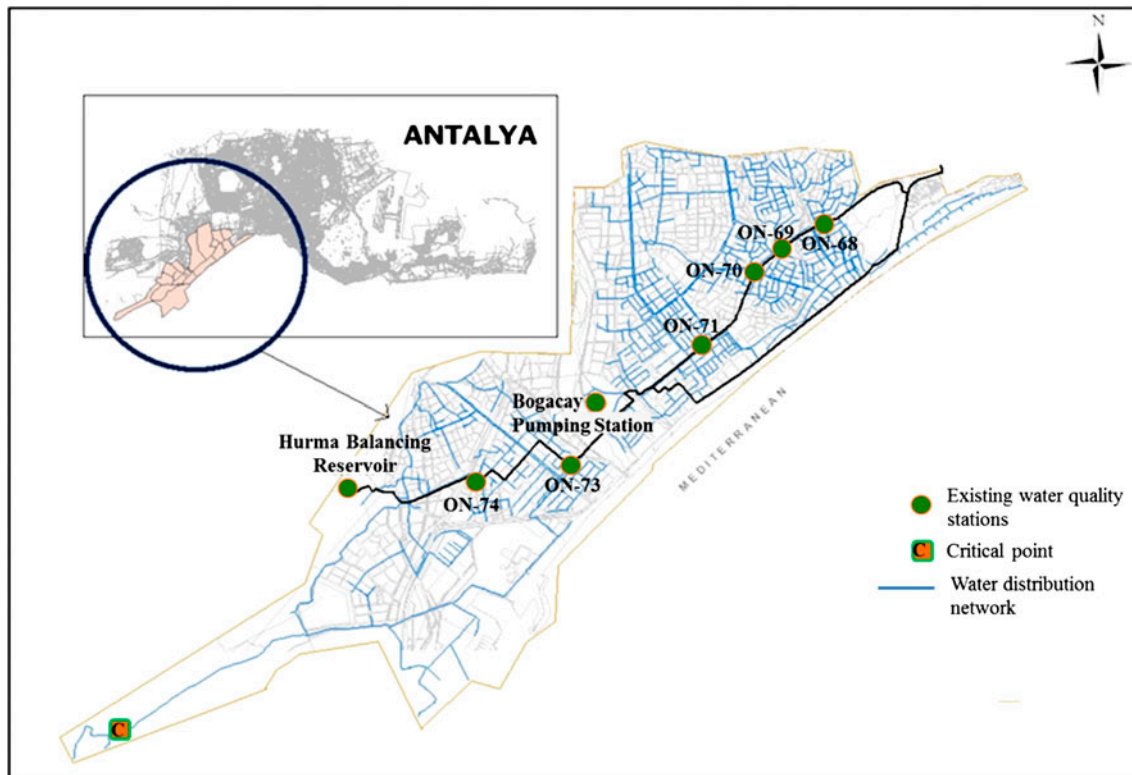 N
ANTALYA
ON-69
ON-68
ON-70
ON-71
Bogacay
Pumping Station
Hurma Balancing
Reservoir
ON-73
ON-74
MEDITERRANEAN
Existing water quality
stations
C Critical point
Water distribution
network
C